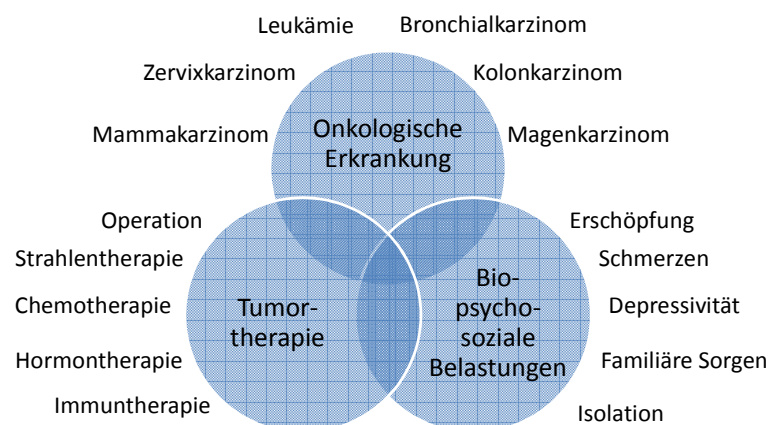 Leukämie
Bronchialkarzinom
Zervixkarzinom
Kolonkarzinom
Mammakarzinom
Onkologische
Erkrankung
Magenkarzinom
Operation
Strahlentherapie
Chemotherapie
Hormontherapie
Immuntherapie
Tumor-
therapie
Bio-
psycho-
soziale
Belastungen
Erschöpfung
Schmerzen
Depressivität
Familiäre Sorgen
Isolation